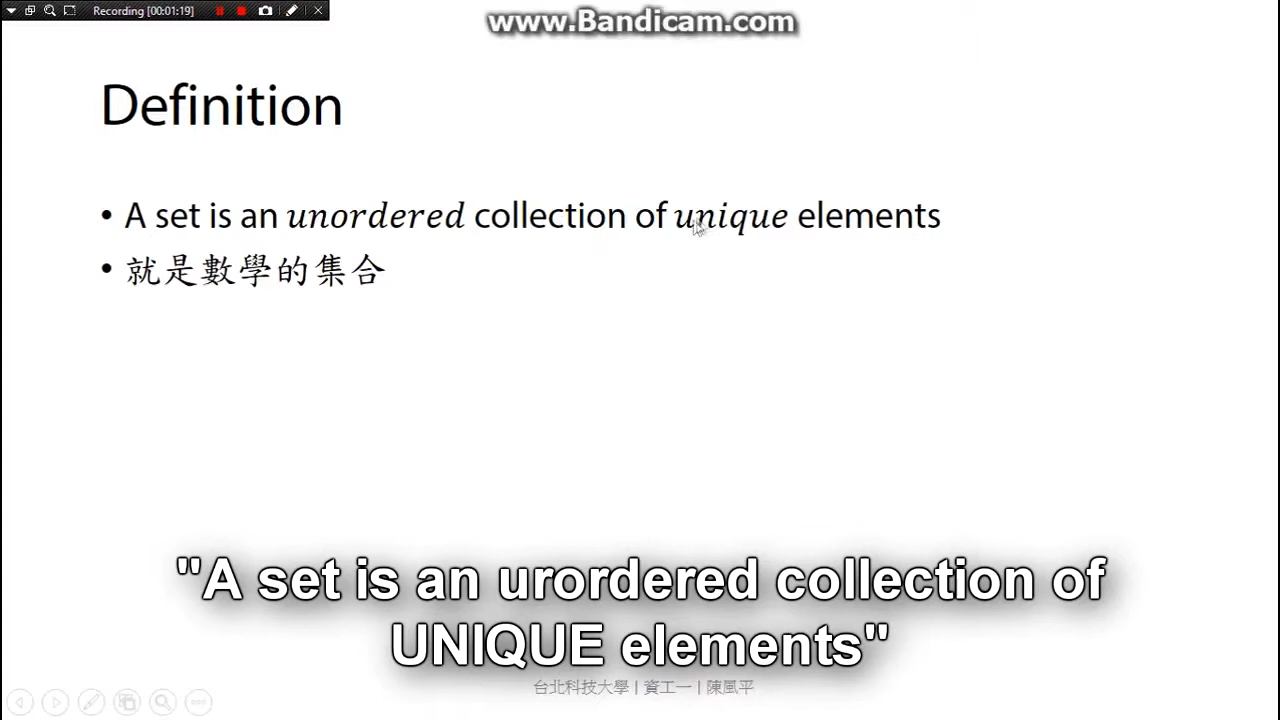 Recording [00:01:19]
www.Bandicam.com
Definition
• A set is an unordered collection of unique elements
• 就是數學的集合
"A set is an urordered collection of
UNIQUE elements"
台北科技大學 | 資工一 | 陳風平